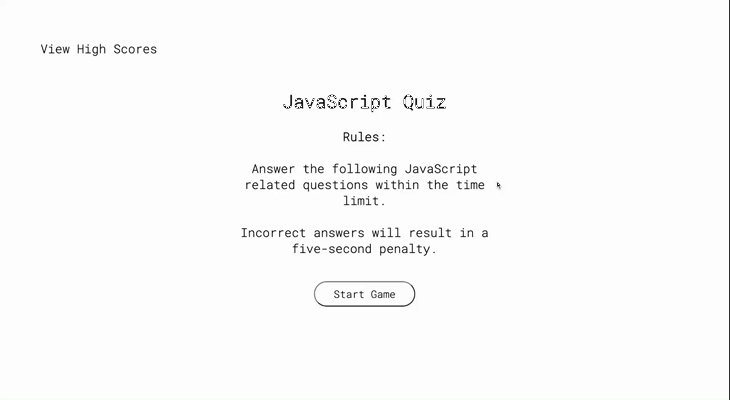 View High Scores
JavaScript Quiz
Rules:
Answer the following JavaScript
related questions within the time
limit.
Incorrect answers will result in a
five-second penalty.
Start Game